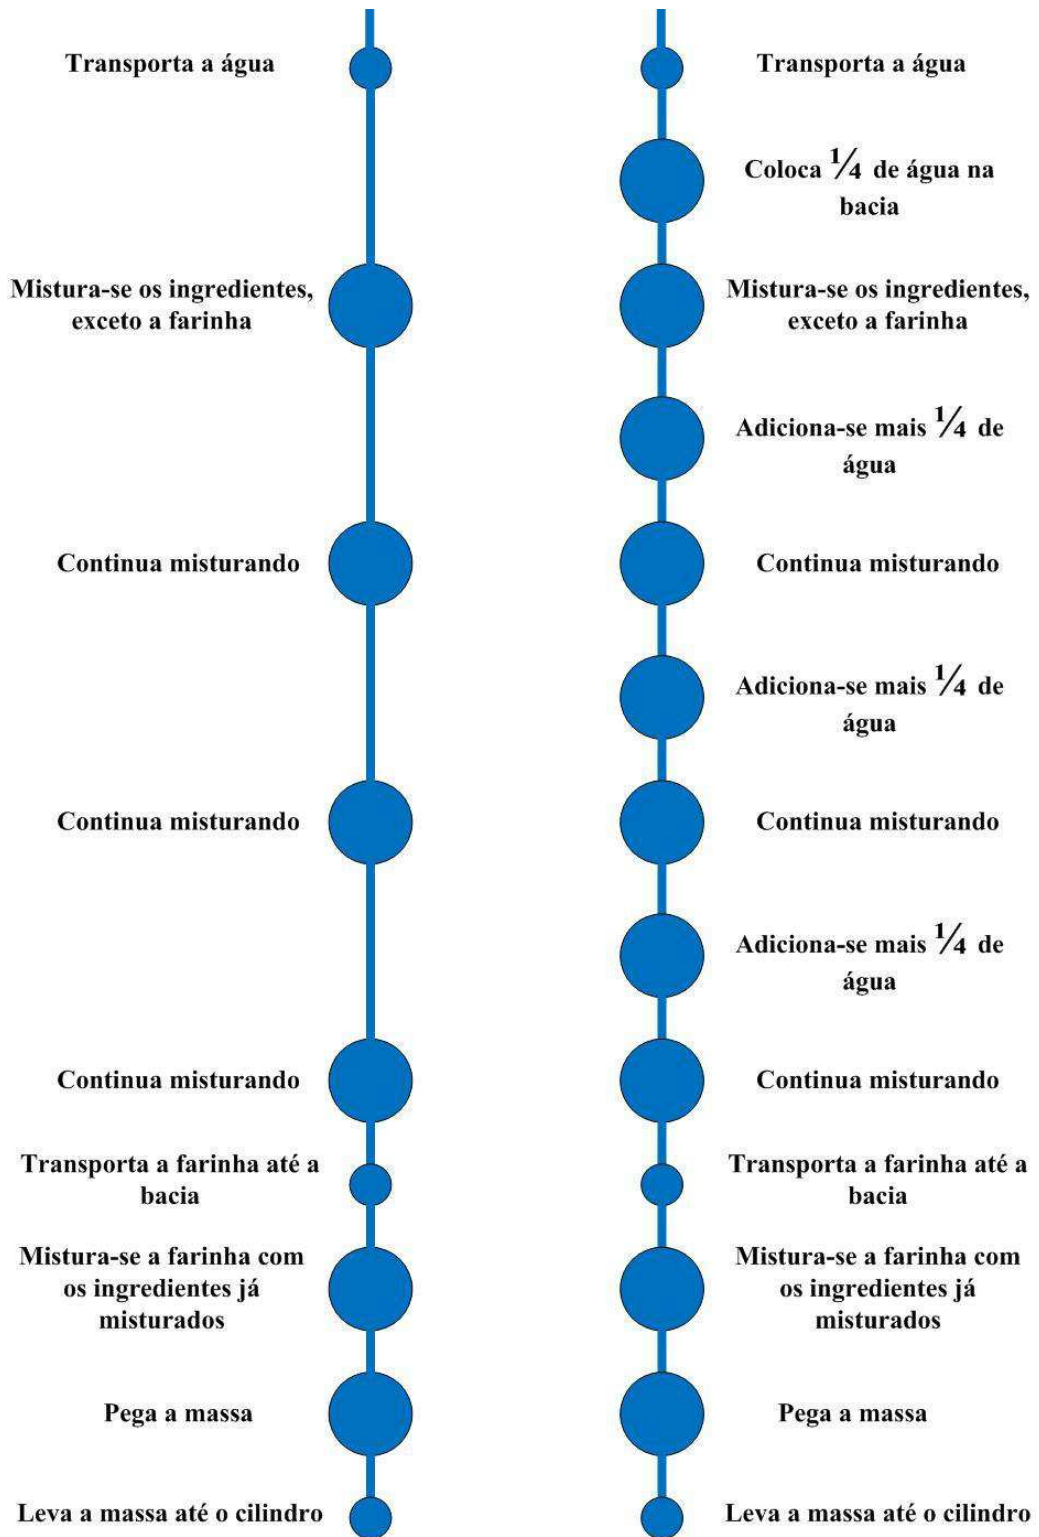 Transporta a água
Transporta a água
Coloca ¼ de água na
bacia
Mistura-se os ingredientes,
exceto a farinha
Mistura-se os ingredientes,
exceto a farinha
Adiciona-se mais ¼ de
água
Continua misturando
Continua misturando
Adiciona-se mais ¼ de
água
Continua misturando
Continua misturando
Adiciona-se mais ¼ de
água
Continua misturando
Continua misturando
Transporta a farinha até a
bacia
Transporta a farinha até a
bacia
Mistura-se a farinha com
os ingredientes já
misturados
Mistura-se a farinha com
os ingredientes já
misturados
Pega a massa
Pega a massa
Leva a massa até o cilindro
Leva a massa até o cilindro